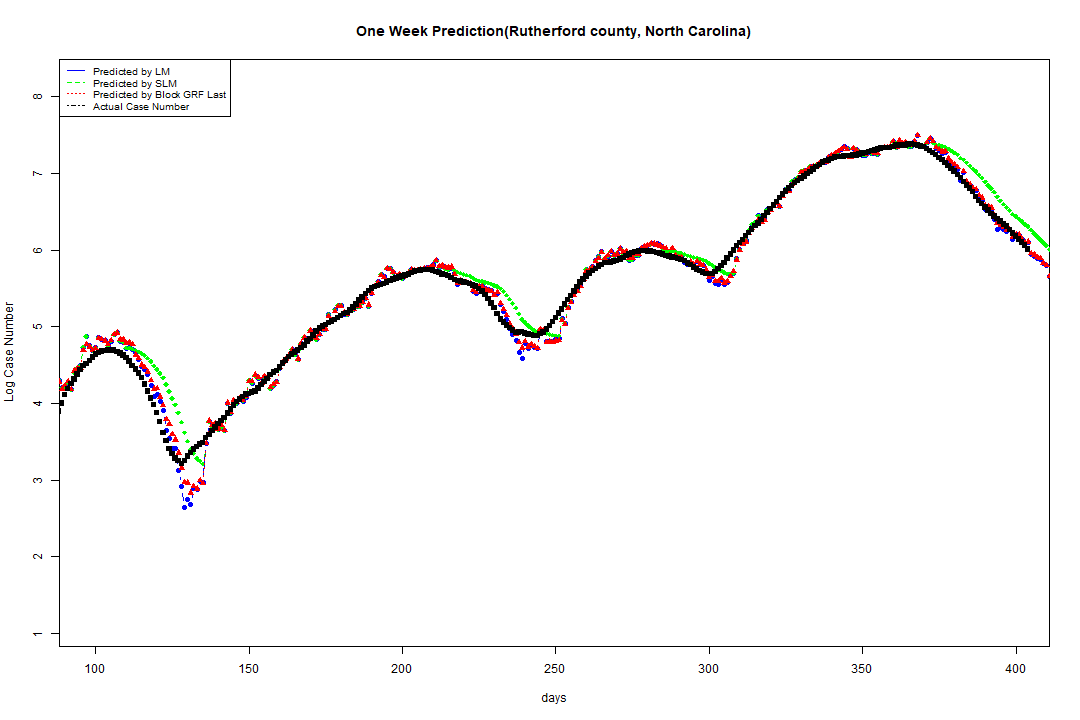 One Week Prediction(Rutherford county, North Carolina)
Predicted by LM
Predicted by SLM
Predicted by Block GRF Last
Actual Case Number
8
7
6
5
4
3
2
1
Log Case Number
100 150 200 250 300 350 400
days